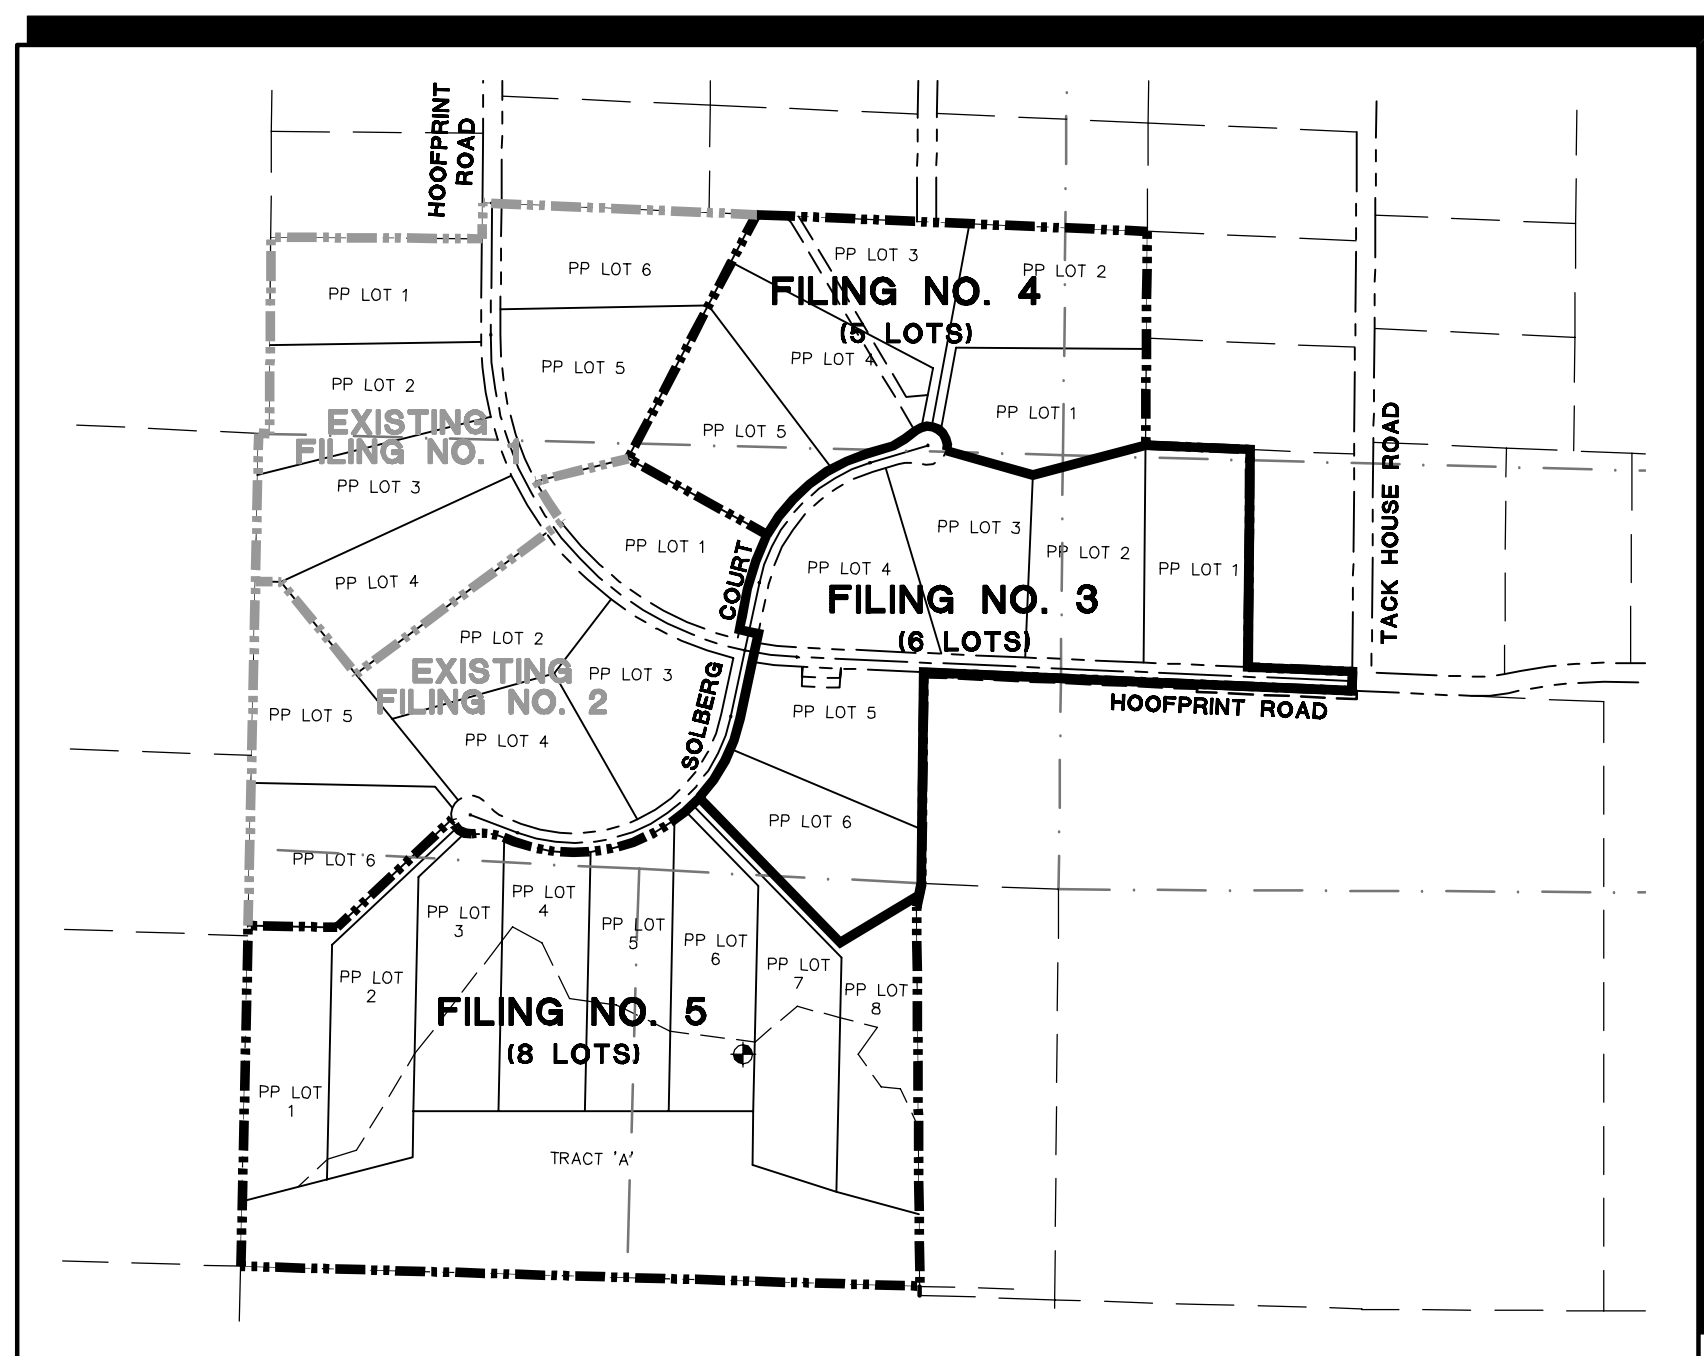 HOOFPRINT
ROAD
PP LOT 3
PP LOT 6
PP LOT 2
PP LOT 1
FILING NO. 4
(5 LOTS)
PP LOT 4
PP LOT 5
PP LOT 2
PP LOT 1
EXISTING
FILING NO. 1
PP LOT 5
PP LOT 3
TACK HOUSE ROAD
PP LOT 3
PP LOT 1
PP LOT 2
PP LOT 4
PP LOT 4
PP LOT 1
COURT
FILING NO. 3
(6 LOTS)
PP LOT 2
EXISTING
FILING NO. 2
PP LOT 3
SOLBERG
PP LOT 5
PP LOT 5
HOOFPRINT ROAD
PP LOT 4
PP LOT 6
PP LOT 6
PP LOT
4
PP LOT
3
PP LOT
5
PP LOT
6
PP LOT
7
PP LOT
2
PP LOT
8
FILING NO. 5
(8 LOTS)
PP LOT
1
TRACT 'A'